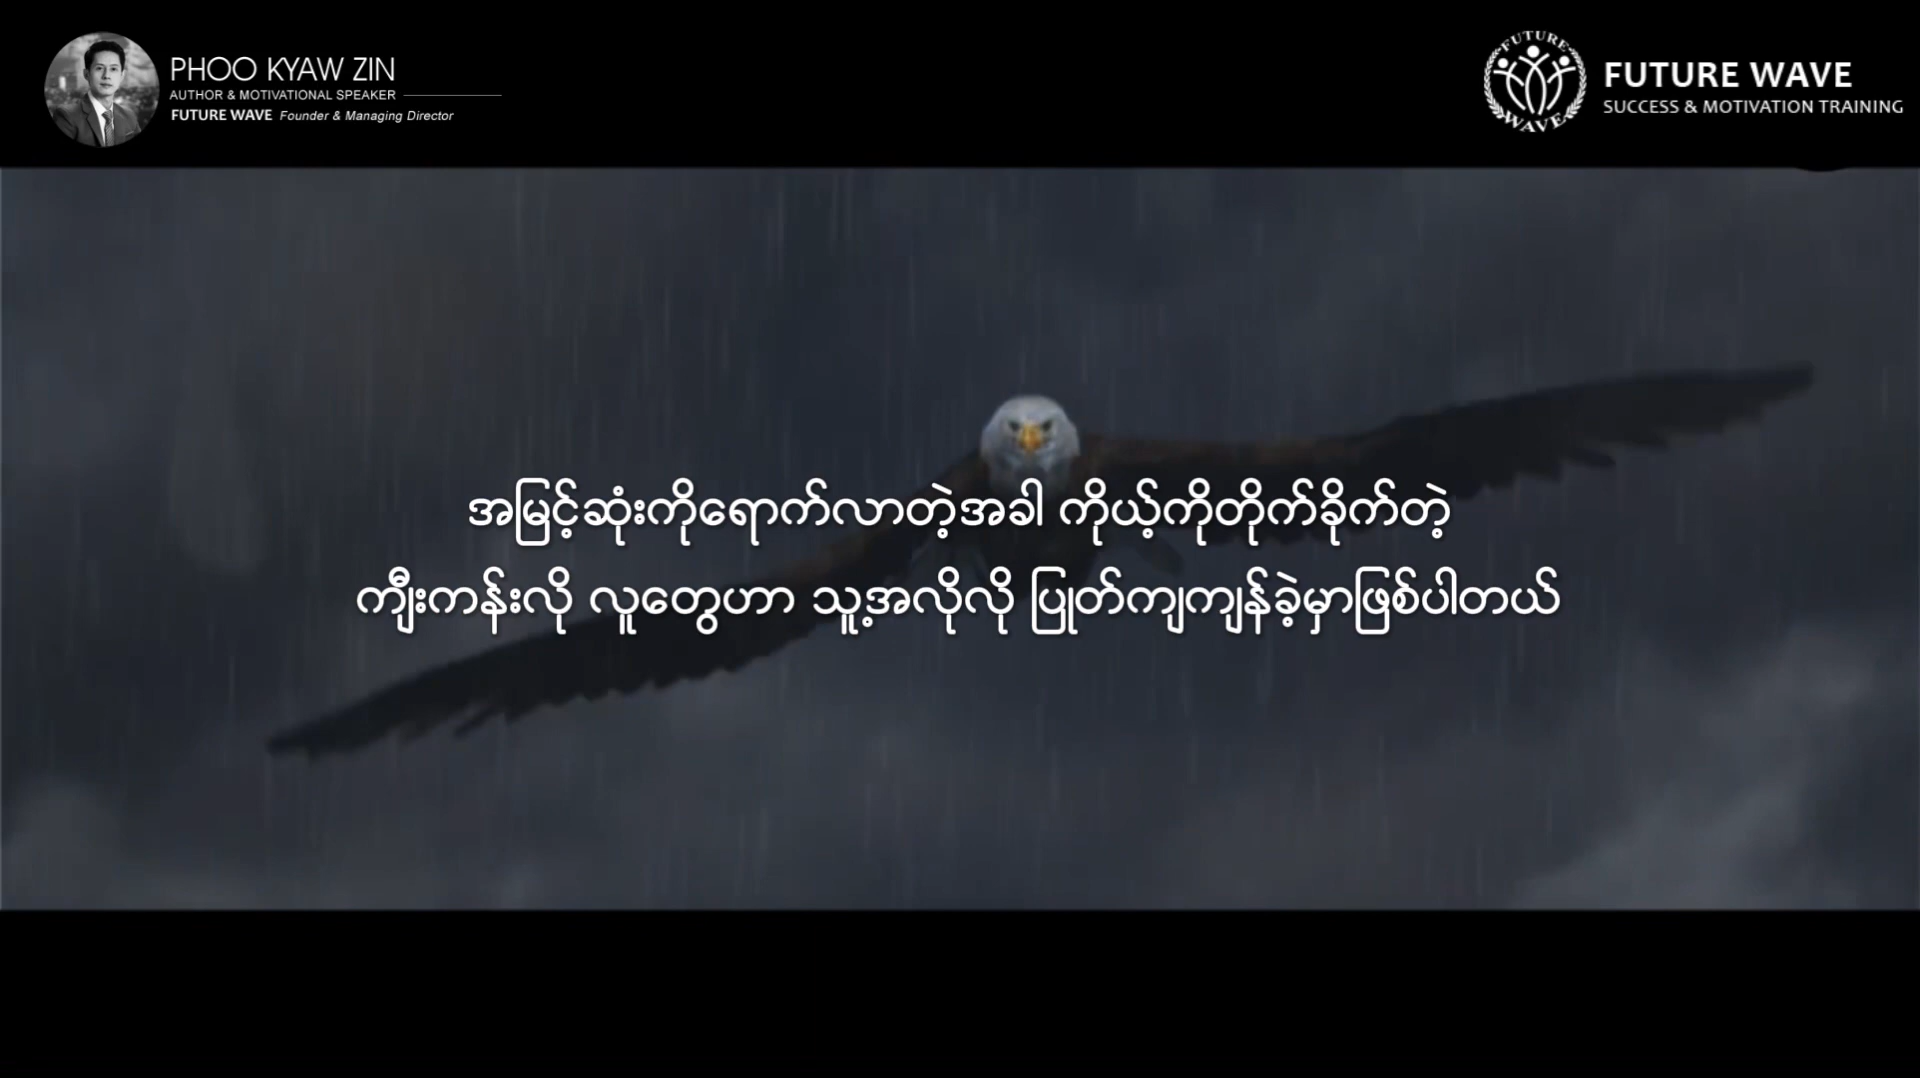 PHOO KYAW ZIN
AUTHOR & MOTIVATIONAL SPEAKER
FUTURE WAVE Founder & Managing Director
FUTURE
WAVE
FUTURE WAVE
SUCCESS & MOTIVATION TRAINING
အမြင့်ဆုံးကိုရောက်လာတဲ့အခါ ကိုယ့်ကိုတိုက်ခိုက်တဲ့
ကျီးကန်းလို လူတွေဟာ သူ့အလိုလို ပြုတ်ကျကျန်ခဲ့မှာဖြစ်ပါတယ်